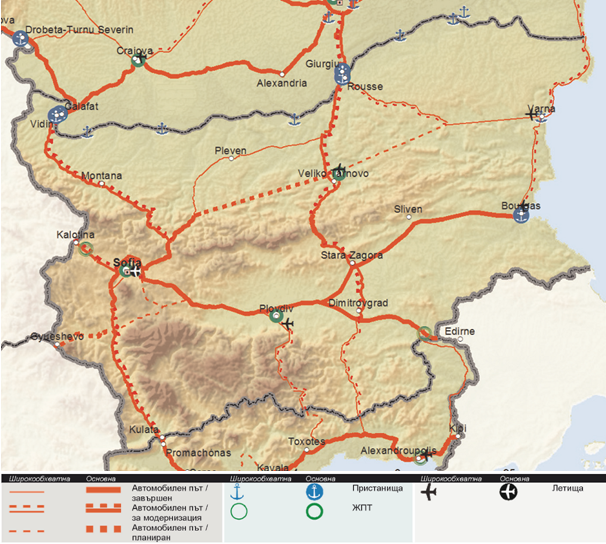 Drobeta-Turnu Severin
Craiova
Giurgiu
Alexandria
Rousse
Calafat
Vidin
Varna
Pleven
Montana
Veliko Tarnovo
Bourgas
Sliven
Kalotina
Sofia
Stara Zagora
Plovdiv
Dimitrovgrad
Edirne
Gyueshevo
Kulata
Kipi
Promachonas
Toxotes
Alexandroupolis
Kavala
Широкообхватна Основна Широкообхватна Основна Широкообхватна Основна
Автомобилен път /
завършен
Автомобилен път /
за модернизация
Автомобилен път /
планиран
Пристанища
ЖПТ
Летища